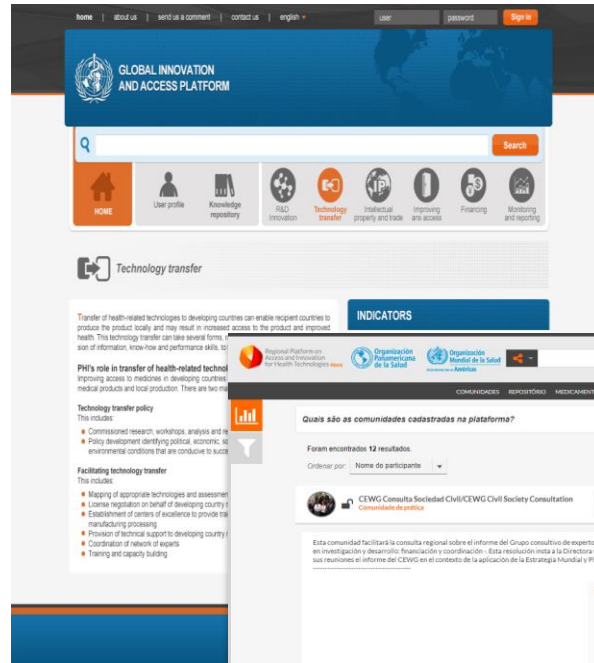 home | about us | send us a comment | contact us | english
user
password
Sign in
GLOBAL INNOVATION
AND ACCESS PLATFORM
Search
HOME
User profile
Knowledge
repository
R&D
Innovation
Technology
transfer
Intellectual
property and trade
Improving
ans access
Financing
Monitoring
and reporting
Technology transfer
Transfer of health-related technologies to developing countries can enable recipient countries to
produce the product locally and may result in increased access to the product and improved
health. This technology transfer can take several forms,
sion of information, know-how and performance skills, to
PHI's role in transfer of health-related technol
Improving access to medicines in developing countries
medical products and local production. There are two ma
Technology transfer policy
This includes:
Commissioned research, workshops, analysis and re
Policy development identifying political, economic, so
environmental conditions that are conducive to succe
Facilitating technology transfer
This includes:
Mapping of appropriate technologies and assessmen
License negotiation on behalf of developing country
Establishment of centers of excellence to provide trai
manufacturing processing
Provision of technical support to developing country
Coordination of network of experts
Training and capacity building
INDICATORS
Regional Platform on
Access and Innovation
for Health Technologies
Organización
Panamericana
de la Salud
Organización
Mundial de la Salud
Américas
COMUNIDADES REPOSITÓRIO MEDICAMENT
Quais são as comunidades cadastradas na plataforma?
Foram encontrados 12 resultados.
Ordenar por: Nome do participante
CEWG Consulta Sociedad Civil/CEWG Civil Society Consultation
Comunidade de prática
Esta comunidad facilitará la consulta regional sobre el informe del Grupo consultivo de experto
en investigación y desarrollo: financiación y coordinación -. Esta resolución insta a la Directora
sus reuniones el informe del CEWG en el contexto de la aplicación de la Estrategia Mundial y Pl